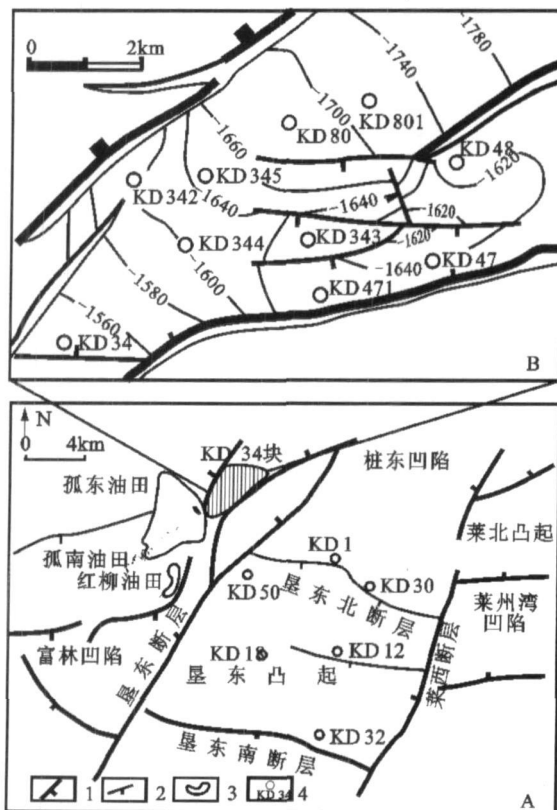 0 2km
-1780
-1740
-1700
-1660
KD801
KD80
KD48
-1620
KD345
KD342
-1640
-1640
-1620
KD344
KD343
-1620
-1600
-1640
KD47
-1580
KD471
-1560
KD34
B
N
0 4km
KD 34块
孤东油田
桩东凹陷
莱北凸起
孤南油田
红柳油田
KD1
KD50
KD30
垦东北断层
莱州湾
凹陷
富林凹陷
垦东断层
KD18
KD12
垦东凸起
莱西断层
KD32
垦东南断层
1 2 3 KD34 4
A